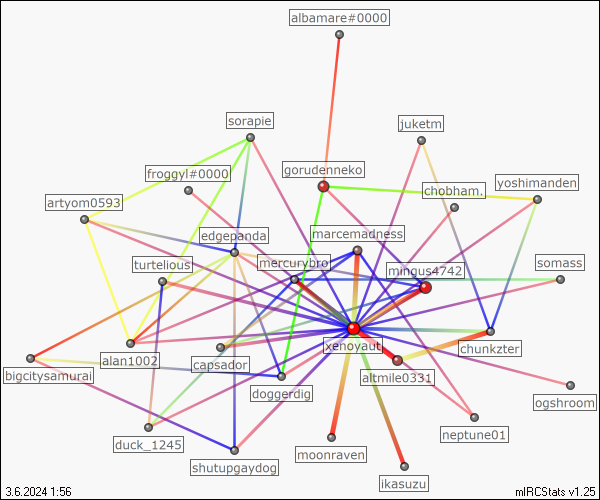 albamare#0000
sorapie
juketm
froggyl#0000
gorudenneko
chobham.
yoshimanden
artyom0593
edgepanda
marcemadness
turtelious
mercurybro
mingus4742
somass
xenoyaut
chunkzter
alan1002
capsador
altmile0331
bigcitysamurai
doggerdig
ogshroom
duck_1245
neptune01
moonraven
shutupgaydog
ikasuzu
3.6.2024 1:56
mIRCStats v1.25